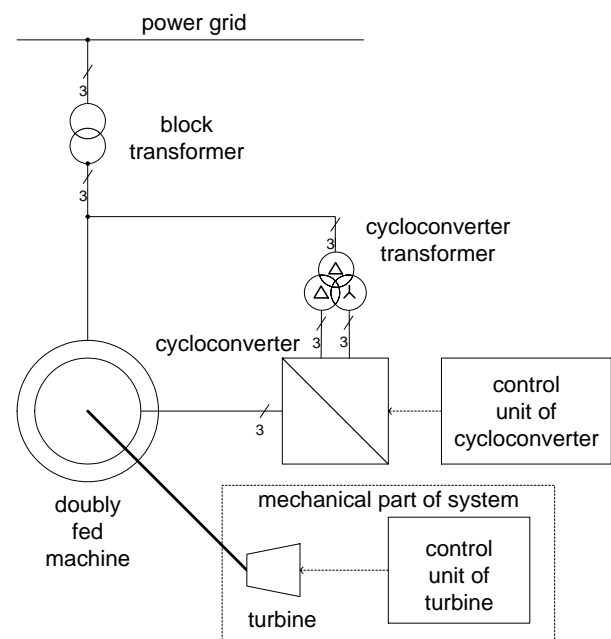 power grid
3
block
transformer
3
3
cycloconverter
transformer
3
3
cycloconverter
3
control
unit of
cycloconverter
doubly
fed
machine
mechanical part of system
control
unit of
turbine
turbine